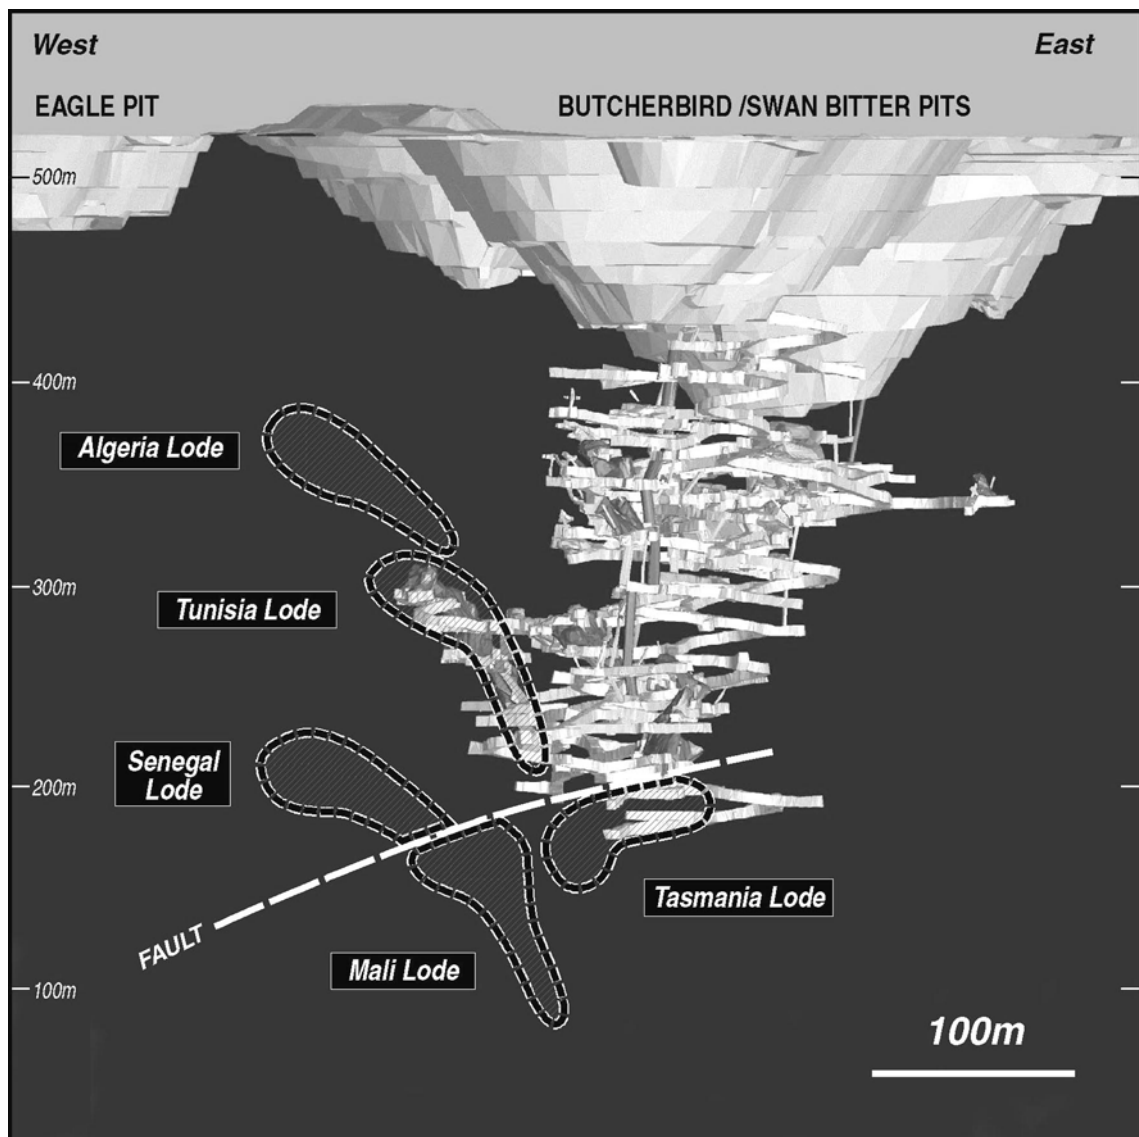 West
East
EAGLE PIT
BUTCHERBIRD /SWAN BITTER PITS
500m
400m
Algeria Lode
300m
Tunisia Lode
Senegal
Lode
200m
Tasmania Lode
FAULT
Mali Lode
100m
100m